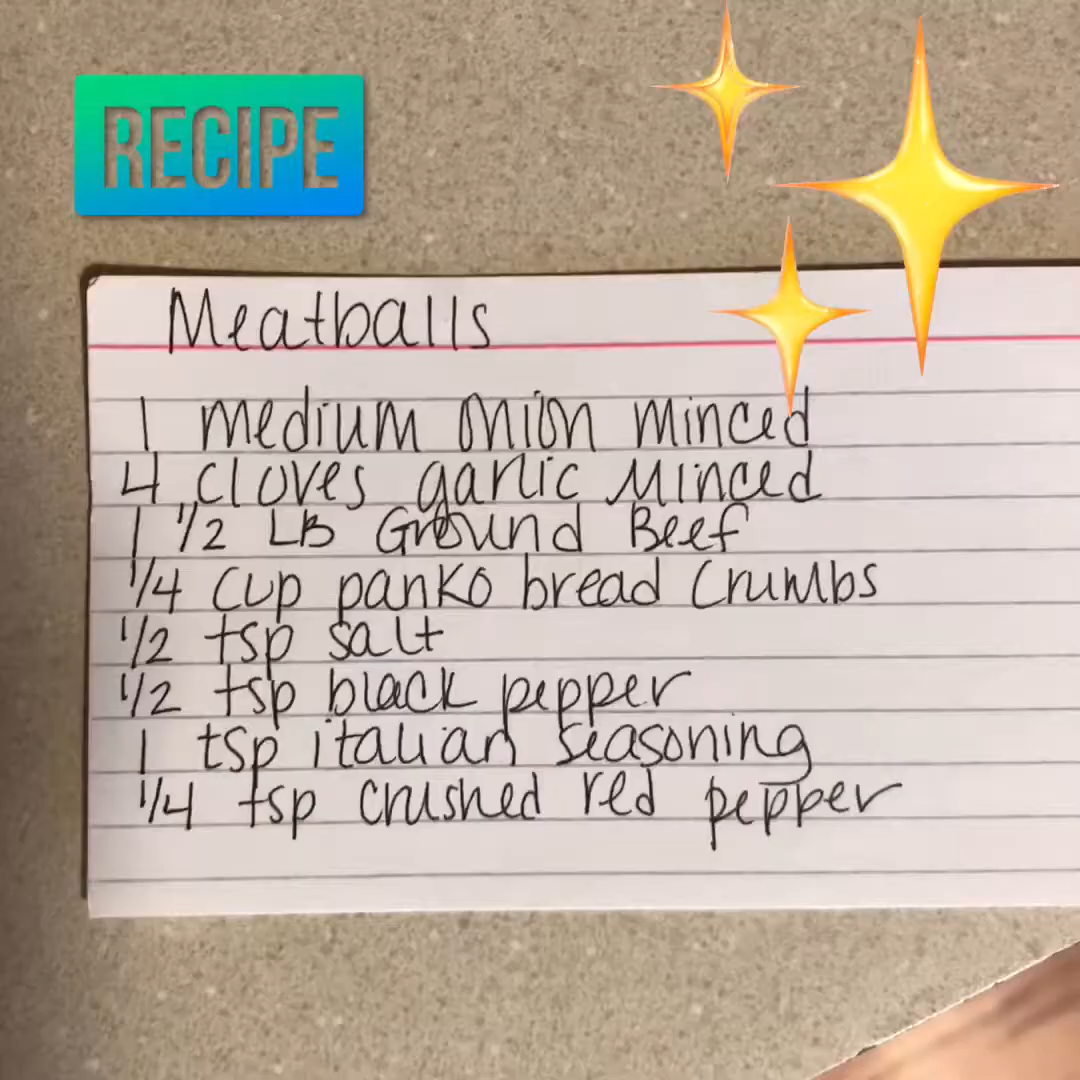 RECIPE
Meatballs
1 medium onion minced
4 cloves garlic Minced
1 1/2 LB Ground Beef
1/4 cup panko bread crumbs
1/2 tsp salt
1/2 tsp black pepper
1 tsp italian seasoning
1/4 tsp crushed red pepper